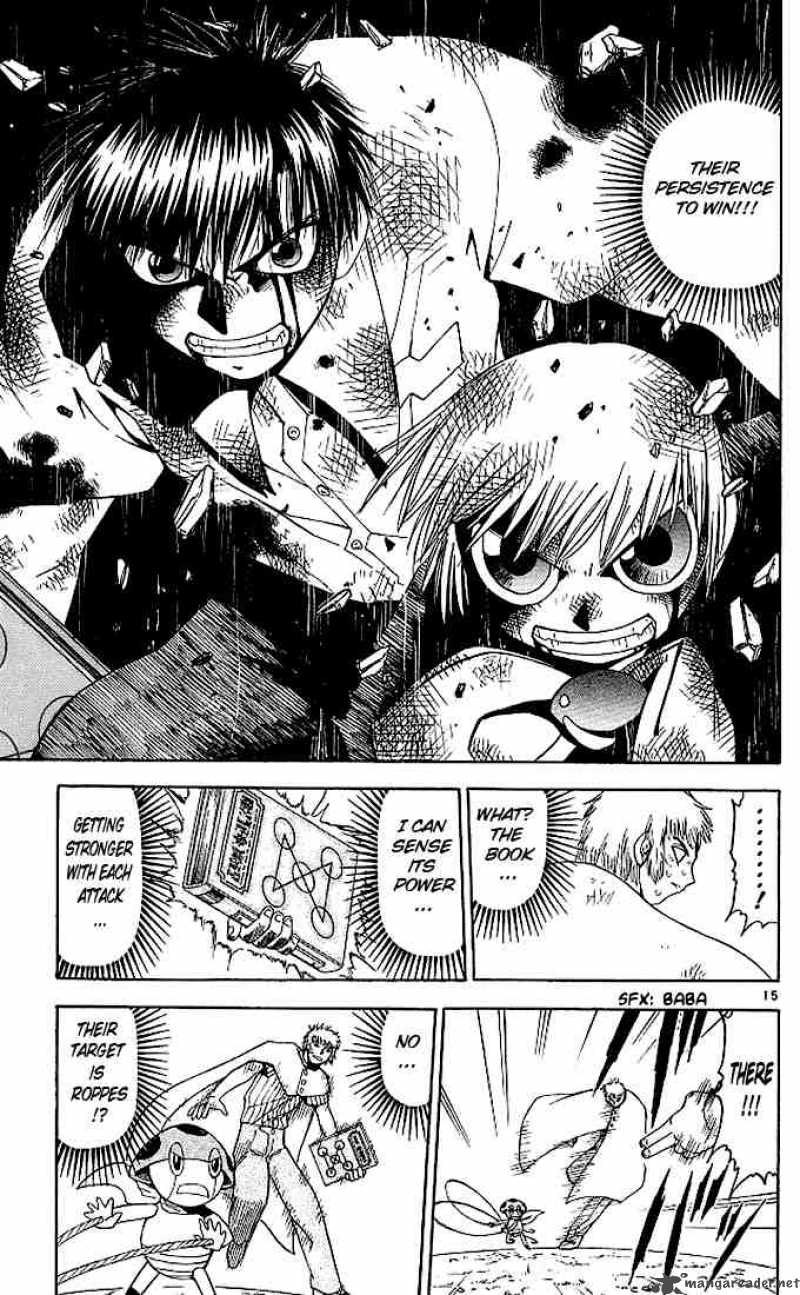 THEIR
PERSISTENCE
TO WIN!!!
........!
WHAT?
THE
BOOK
...
I CAN
SENSE
ITS
POWER
...
GETTING
STRONGER
WITH EACH
ATTACK
...
15
SFX: BABA
THERE
!!!
NO
...
THEIR
TARGET
IS
ROPPES
!?
mangareader.net